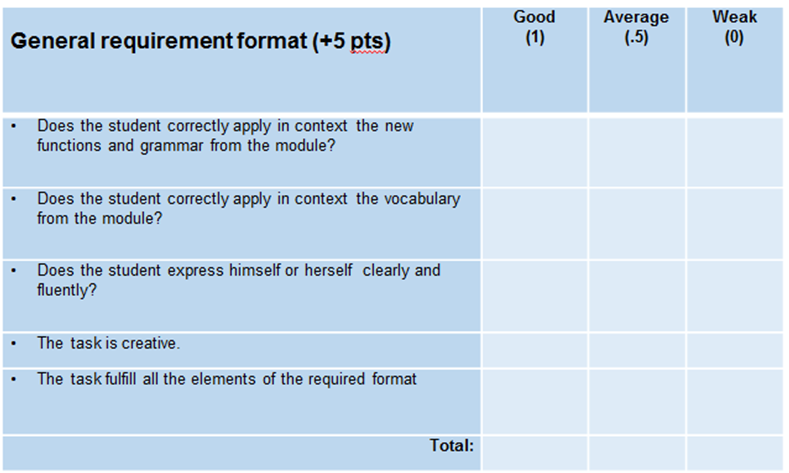 General requirement format (+5 pts)
Good
(1)
Average
(.5)
Weak
(0)
• Does the student correctly apply in context the new
functions and grammar from the module?
• Does the student correctly apply in context the vocabulary
from the module?
• Does the student express himself or herself clearly and
fluently?
• The task is creative.
• The task fulfill all the elements of the required format
Total: